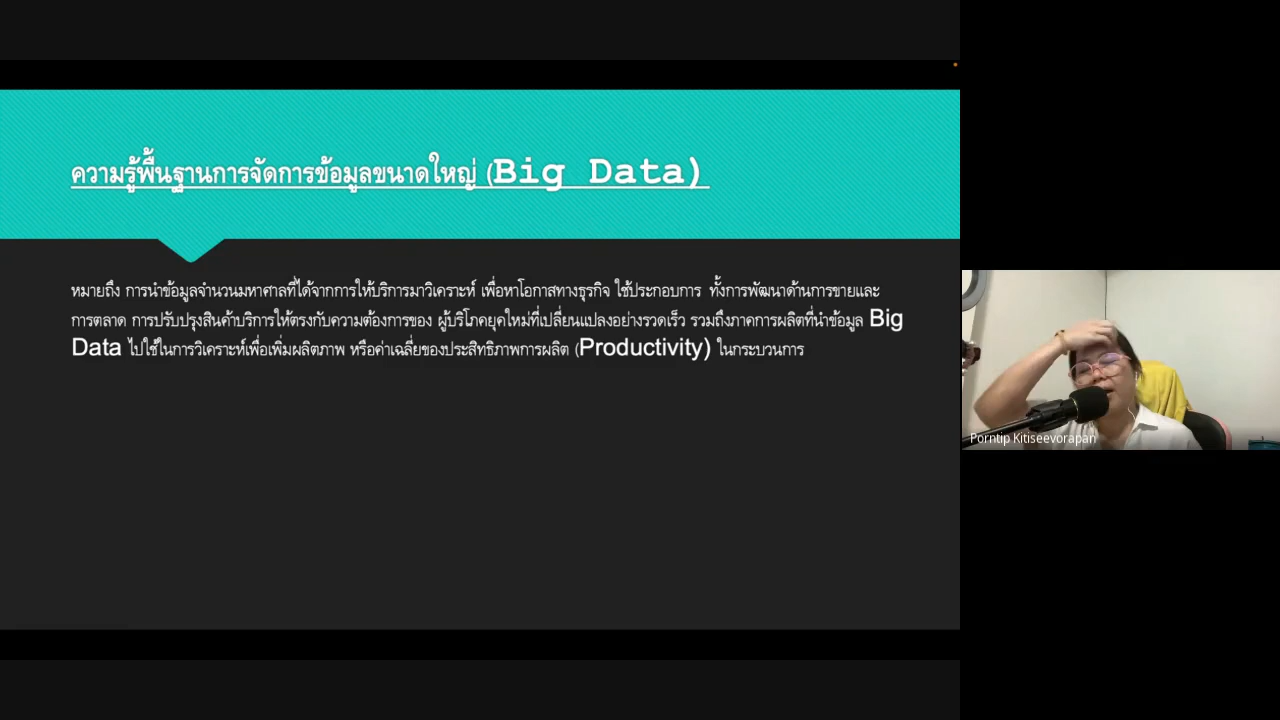 ความรู้พื้นฐานการจัดการข้อมูลขนาดใหญ่ (Big Data)
หมายถึง การนำข้อมูลจำนวนมหาศาลที่ได้จากการให้บริการมาวิเคราะห์ เพื่อหาโอกาสทางธุรกิจ ใช้ประกอบการ ทั้งการพัฒนาด้านการขายและ
การตลาด การปรับปรุงสินค้าบริการให้ตรงกับความต้องการของ ผู้บริโภคยุคใหม่ที่เปลี่ยนแปลงอย่างรวดเร็ว รวมถึงภาคการผลิตที่นำข้อมูล Big
Data ไปใช้ในการวิเคราะห์เพื่อเพิ่มผลิตภาพ หรือค่าเฉลี่ยของประสิทธิภาพการผลิต (Productivity) ในกระบวนการ
Porntip Kitiseevorapan